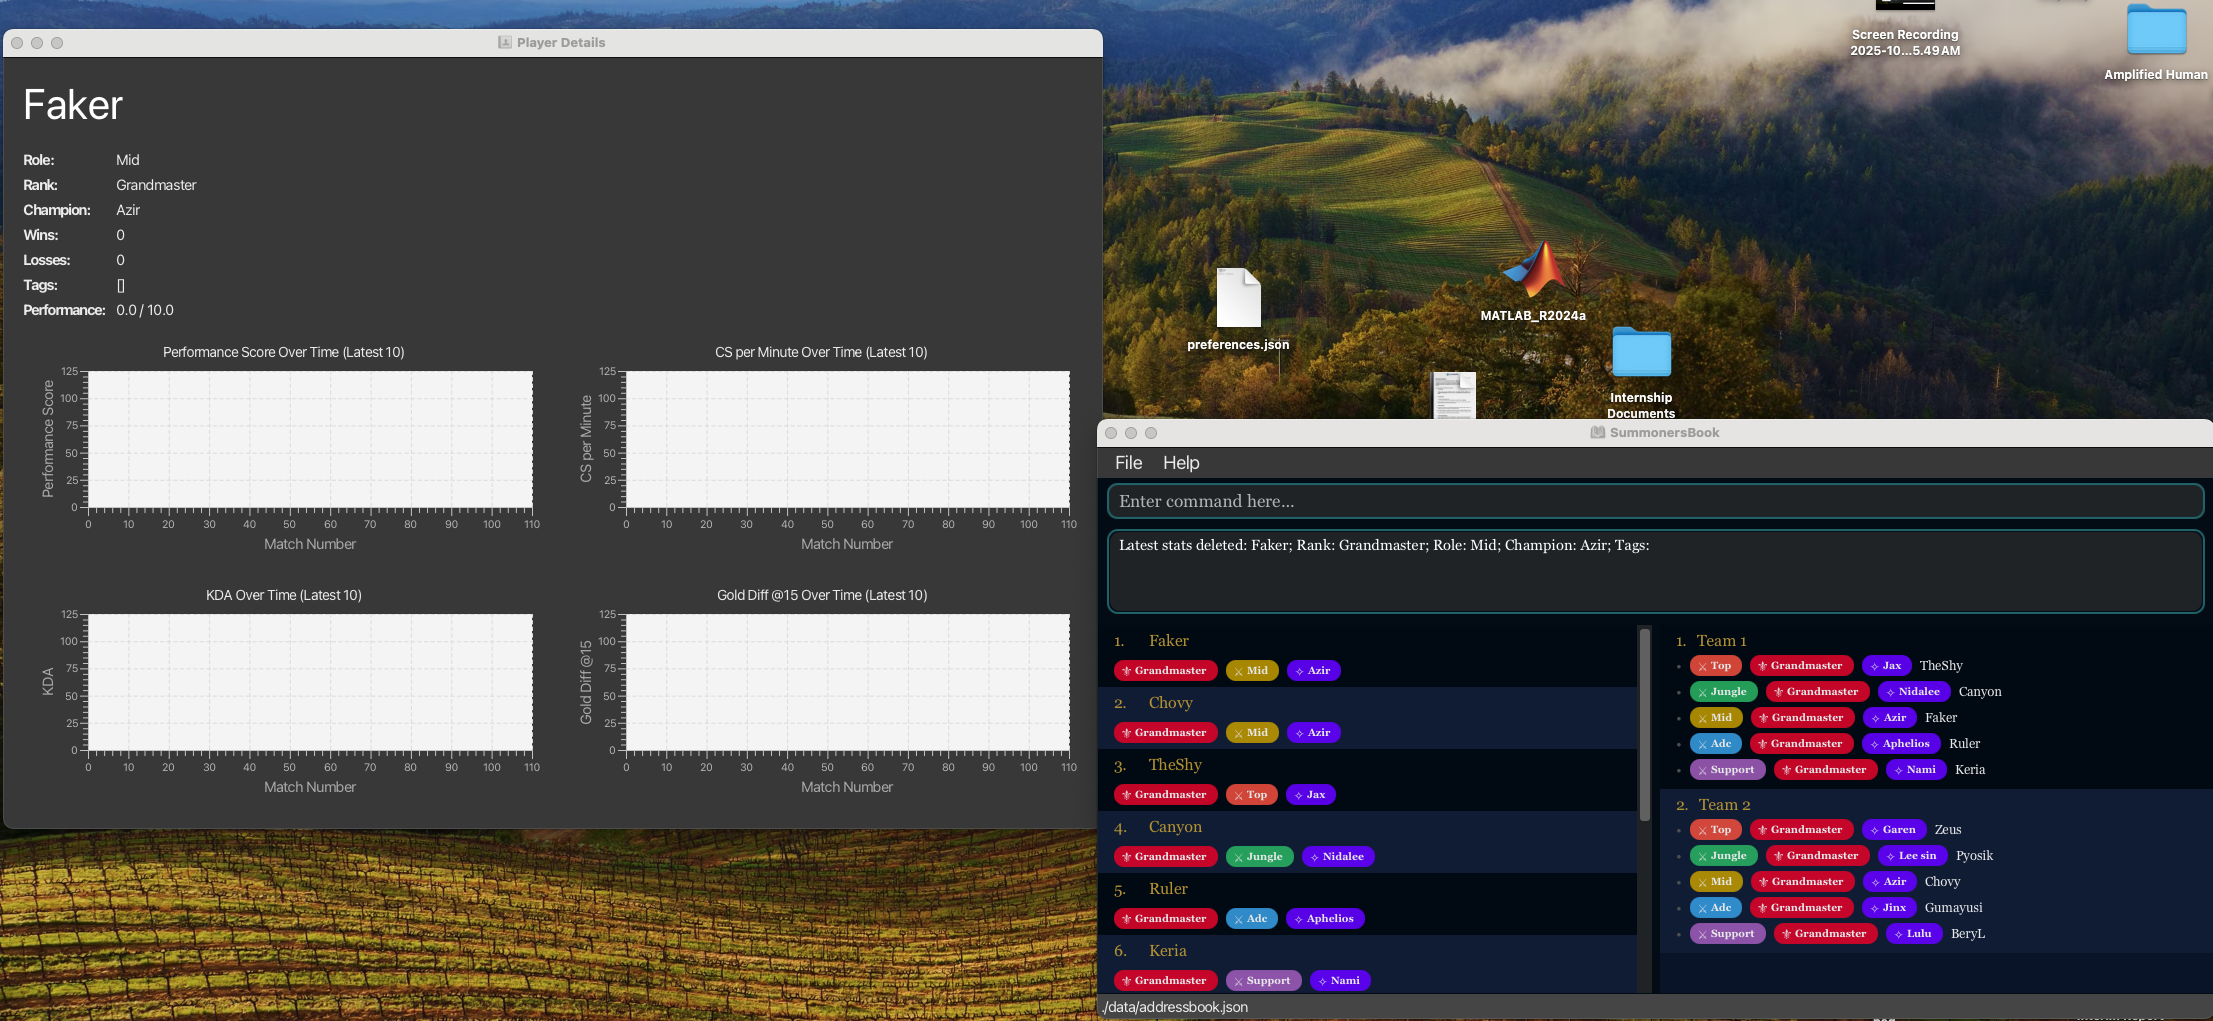 Player Details
Faker
Role: Mid
Rank: Grandmaster
Champion: Azir
Wins: 0
Losses: 0
Tags: []
Performance: 0.0 / 10.0
Performance Score Over Time (Latest 10)
Performance Score
125
100
75
50
25
0
0 10 20 30 40 50 60 70 80 90 100 110
Match Number
CS per Minute Over Time (Latest 10)
CS per Minute
125
100
75
50
25
0
0 10 20 30 40 50 60 70 80 90 100 110
Match Number
KDA Over Time (Latest 10)
KDA
125
100
75
50
25
0
0 10 20 30 40 50 60 70 80 90 100 110
Match Number
Gold Diff @15 Over Time (Latest 10)
Gold Diff @15
125
100
75
50
25
0
0 10 20 30 40 50 60 70 80 90 100 110
Match Number
Screen Recording
2025-10...5.49 AM
Amplified Human
preferences.json
MATLAB_R2024a
Internship
Documents
SummonersBook
File Help
Enter command here...
Latest stats deleted: Faker; Rank: Grandmaster; Role: Mid; Champion: Azir; Tags:
1. Faker
Grandmaster Mid Azir
2. Chovy
Grandmaster Mid Azir
3. TheShy
Grandmaster Top Jax
4. Canyon
Grandmaster Jungle Nidalee
5. Ruler
Grandmaster Adc Aphelios
6. Keria
Grandmaster Support Nami
1. Team 1
Top Grandmaster Jax TheShy
Jungle Grandmaster Nidalee Canyon
Mid Grandmaster Azir Faker
Adc Grandmaster Aphelios Ruler
Support Grandmaster Nami Keria
2. Team 2
Top Grandmaster Garen Zeus
Jungle Grandmaster Lee sin Pyosik
Mid Grandmaster Azir Chovy
Adc Grandmaster Jinx Gumayusi
Support Grandmaster Lulu BeryL
./data/addressbook.json